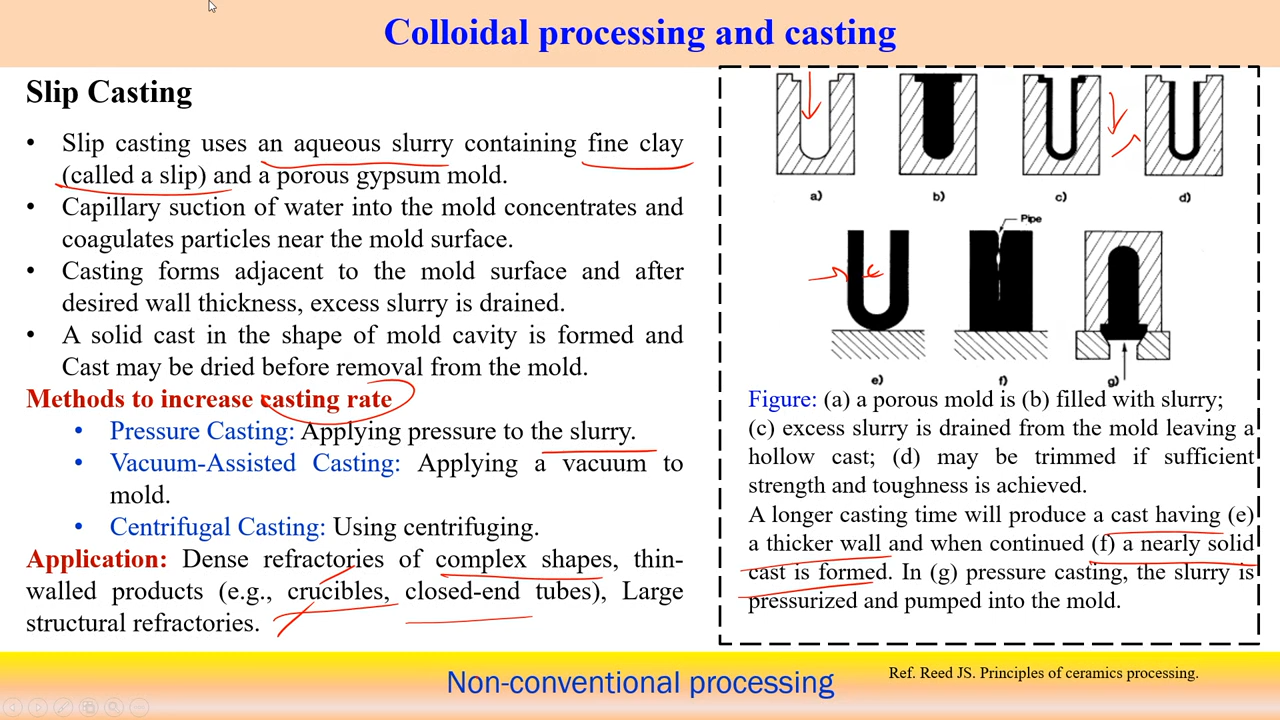 Colloidal processing and casting
Slip Casting
• Slip casting uses an aqueous slurry containing fine clay
(called a slip) and a porous gypsum mold.
• Capillary suction of water into the mold concentrates and
coagulates particles near the mold surface.
• Casting forms adjacent to the mold surface and after
desired wall thickness, excess slurry is drained.
• A solid cast in the shape of mold cavity is formed and
Cast may be dried before removal from the mold.
Methods to increase casting rate
• Pressure Casting: Applying pressure to the slurry.
• Vacuum-Assisted Casting: Applying a vacuum to
mold.
• Centrifugal Casting: Using centrifuging.
Application: Dense refractories of complex shapes, thin-
walled products (e.g., crucibles, closed-end tubes), Large
structural refractories.
a) b) c) d)
Pipe
e) f) g)
Figure: (a) a porous mold is (b) filled with slurry;
(c) excess slurry is drained from the mold leaving a
hollow cast; (d) may be trimmed if sufficient
strength and toughness is achieved.
A longer casting time will produce a cast having (e)
a thicker wall and when continued (f) a nearly solid
cast is formed. In (g) pressure casting, the slurry is
pressurized and pumped into the mold.
Non-conventional processing
Ref. Reed JS. Principles of ceramics processing.